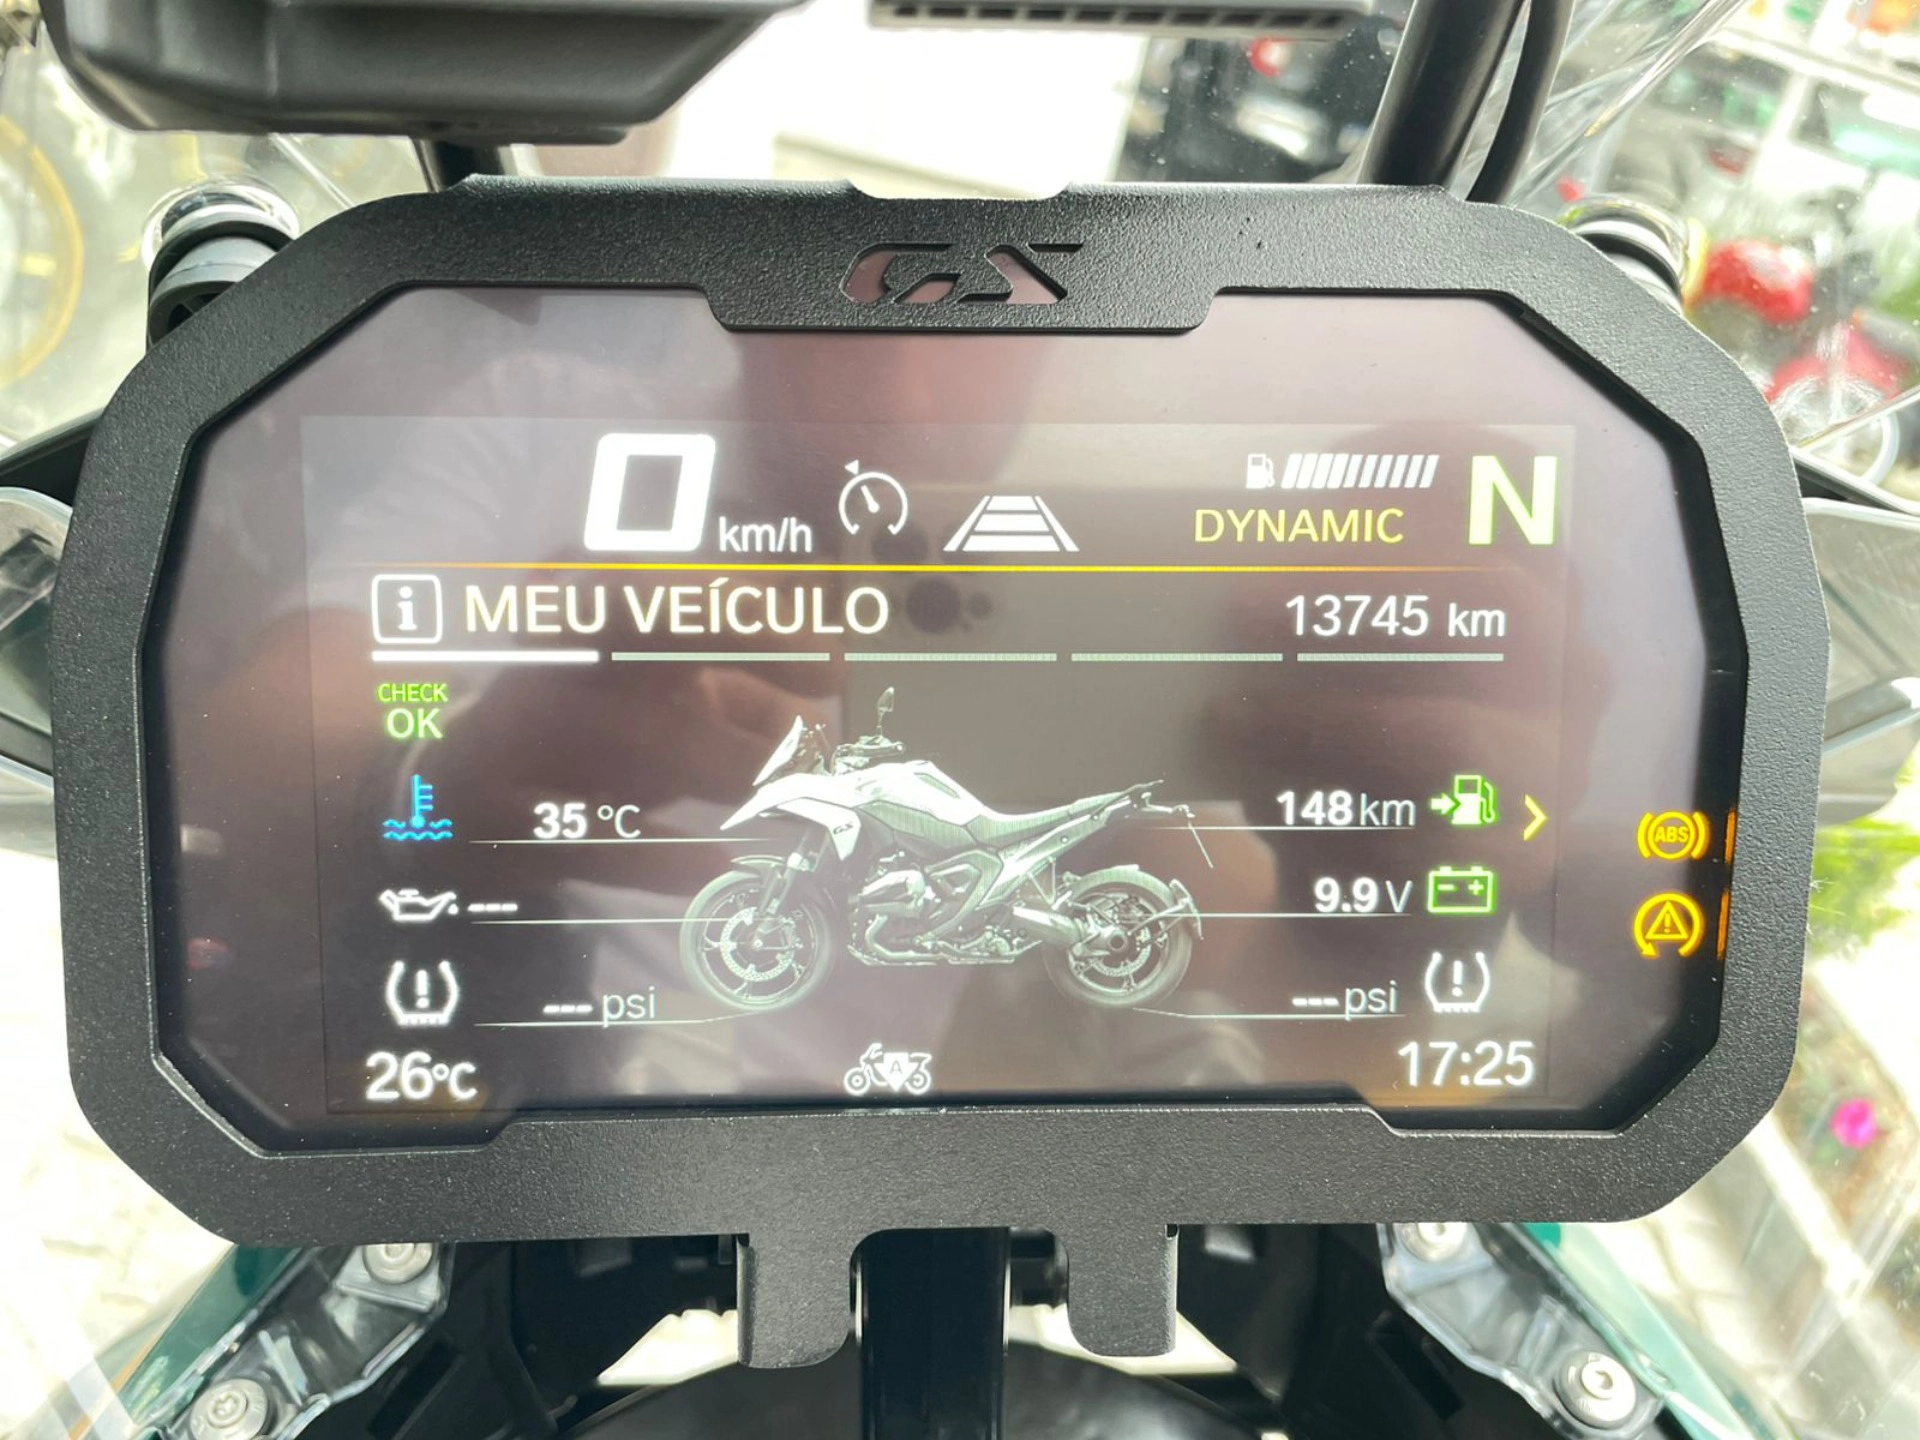 GS
0 km/h
DYNAMIC
N
i MEU VEÍCULO
13745 km
CHECK
OK
35 °C
148 km
9.9 V
ABS
--- 
--- psi
--- psi
26°C
A
17:25